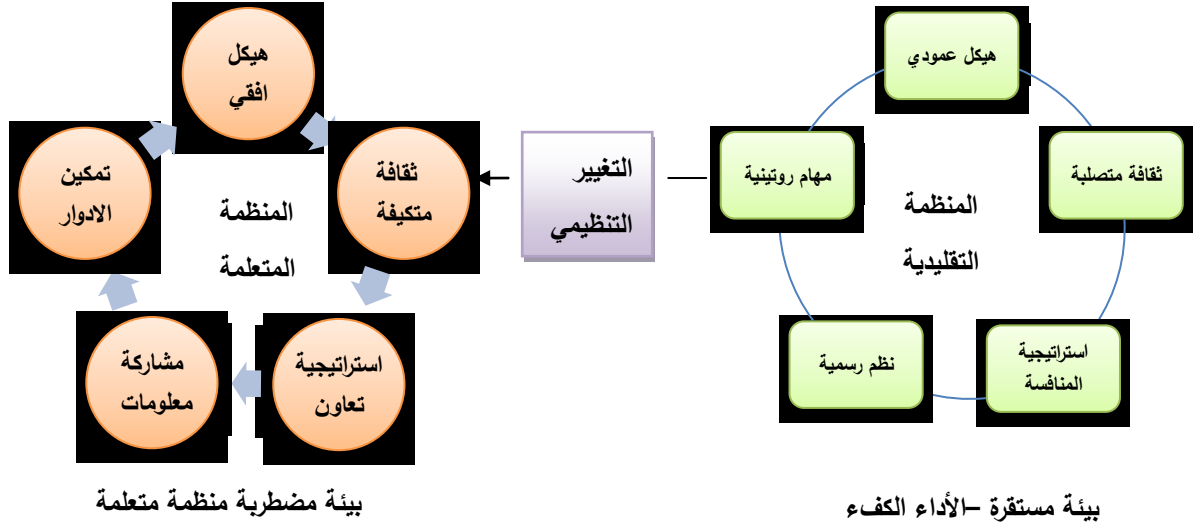 هيكل عمودي
ثقافة متصلبة
استراتيجية
المنافسة
نظم رسمية
مهام روتينية
المنظمة
التقليدية
بيئة مستقرة –الأداء الكفء
التغيير
التنظيمي
هيكل
افقي
ثقافة
متكيفة
استراتيجية
تعاون
مشاركة
معلومات
تمكين
الادوار
المنظمة
المتعلمة
بيئة مضطربة منظمة متعلمة